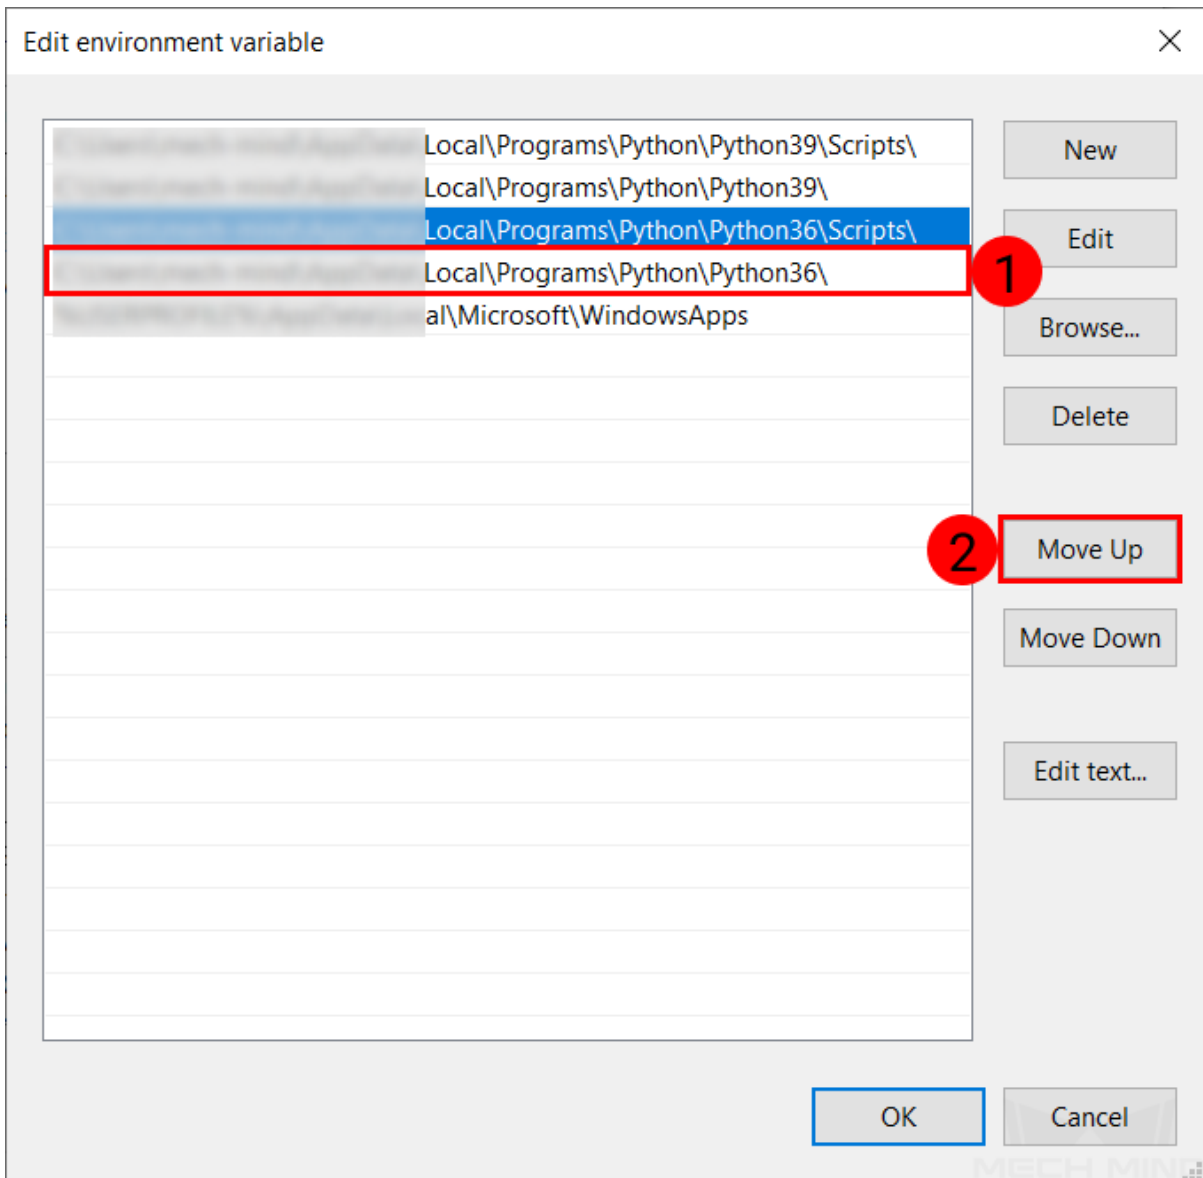 Edit environment variable
Local\Programs\Python\Python39\Scripts\
New
Local\Programs\Python\Python39\
Local\Programs\Python\Python36\Scripts\
Edit
Local\Programs\Python\Python36\
1
al\Microsoft\WindowsApps
Browse...
Delete
2
Move Up
Move Down
Edit text...
OK
Cancel
MECH MIND